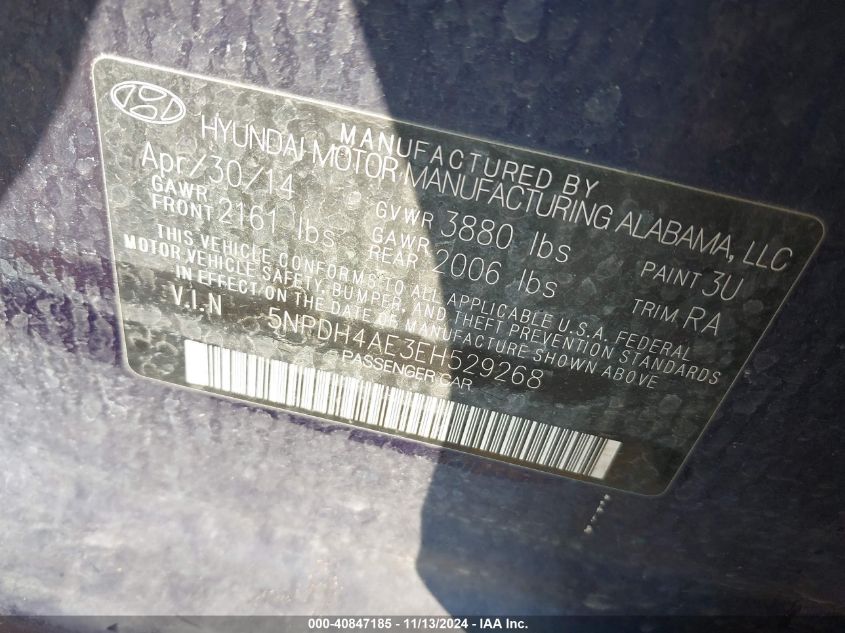 MANUFACTURED BY
HYUNDAI MOTOR MANUFACTURING ALABAMA, LLC
Apr/30/14 GVWR 3880 lbs PAINT 3U
GAWR FRONT 2161 lbs GAWR REAR 2006 lbs TRIM RA
THIS VEHICLE CONFORMS TO ALL APPLICABLE U.S.A. FEDERAL
MOTOR VEHICLE SAFETY, BUMPER, AND THEFT PREVENTION STANDARDS
IN EFFECT ON THE DATE OF MANUFACTURE SHOWN ABOVE
V.I.N 5NPDH4AE3EH529268
PASSENGER CAR
000-40847185 - 11/13/2024 - IAA Inc.